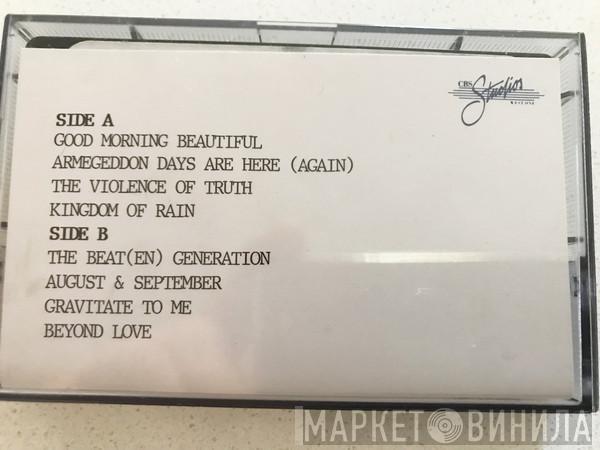 CBS
Studios
SIDE A
GOOD MORNING BEAUTIFUL
ARMEGEDDON DAYS ARE HERE (AGAIN)
THE VIOLENCE OF TRUTH
KINGDOM OF RAIN
SIDE B
THE BEAT(EN) GENERATION
AUGUST & SEPTEMBER
GRAVITATE TO ME
BEYOND LOVE
МАРКЕТ ВИНИЛА